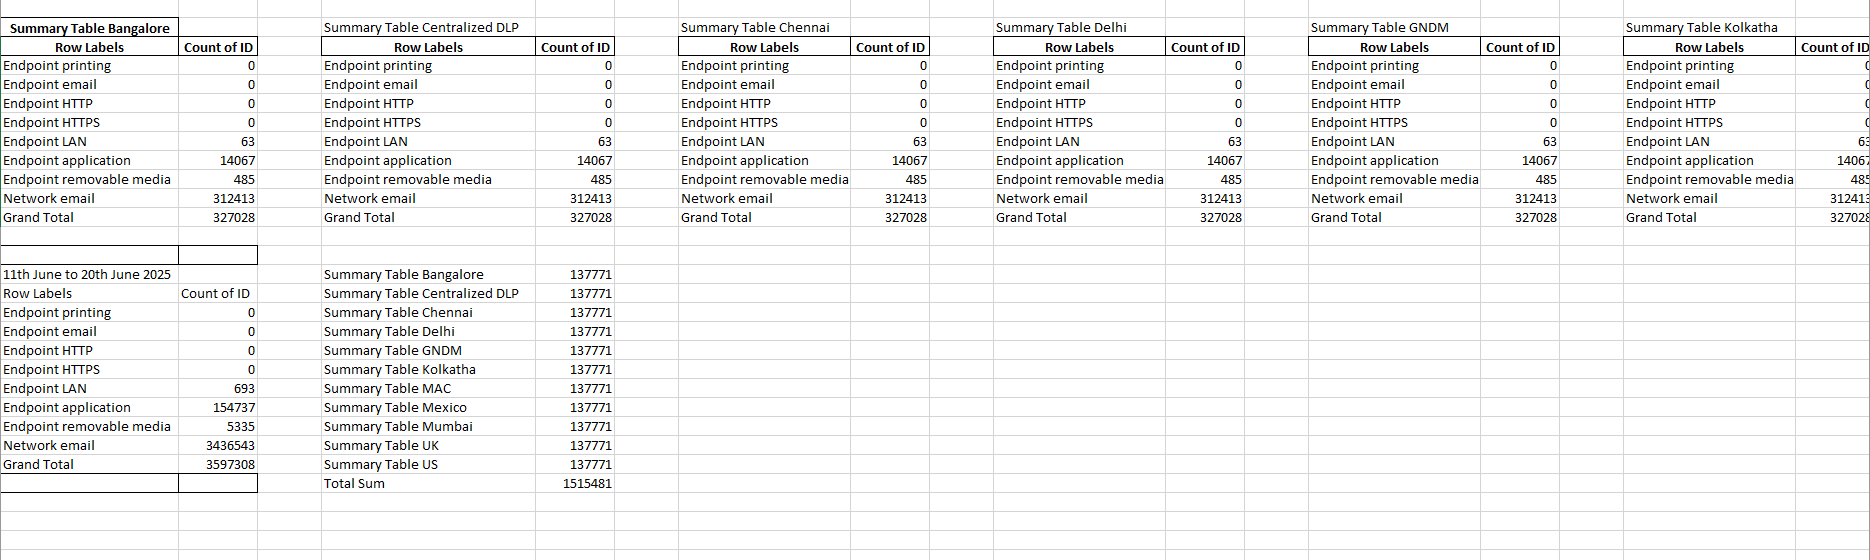 Summary Table Bangalore Summary Table Centralized DLP Summary Table Chennai Summary Table Delhi Summary Table GNDM Summary Table Kolkatha
Row Labels Count of ID Row Labels Count of ID Row Labels Count of ID Row Labels Count of ID Row Labels Count of ID Row Labels Count of ID
Endpoint printing 0 Endpoint printing 0 Endpoint printing 0 Endpoint printing 0 Endpoint printing 0 Endpoint printing 0
Endpoint email 0 Endpoint email 0 Endpoint email 0 Endpoint email 0 Endpoint email 0 Endpoint email 0
Endpoint HTTP 0 Endpoint HTTP 0 Endpoint HTTP 0 Endpoint HTTP 0 Endpoint HTTP 0 Endpoint HTTP 0
Endpoint HTTPS 0 Endpoint HTTPS 0 Endpoint HTTPS 0 Endpoint HTTPS 0 Endpoint HTTPS 0 Endpoint HTTPS 0
Endpoint LAN 63 Endpoint LAN 63 Endpoint LAN 63 Endpoint LAN 63 Endpoint LAN 63 Endpoint LAN 63
Endpoint application 14067 Endpoint application 14067 Endpoint application 14067 Endpoint application 14067 Endpoint application 14067 Endpoint application 14067
Endpoint removable media 485 Endpoint removable media 485 Endpoint removable media 485 Endpoint removable media 485 Endpoint removable media 485 Endpoint removable media 485
Network email 312413 Network email 312413 Network email 312413 Network email 312413 Network email 312413 Network email 312413
Grand Total 327028 Grand Total 327028 Grand Total 327028 Grand Total 327028 Grand Total 327028 Grand Total 327028
11th June to 20th June 2025 Summary Table Bangalore 137771
Row Labels Count of ID Summary Table Centralized DLP 137771
Endpoint printing 0 Summary Table Chennai 137771
Endpoint email 0 Summary Table Delhi 137771
Endpoint HTTP 0 Summary Table GNDM 137771
Endpoint HTTPS 0 Summary Table Kolkatha 137771
Endpoint LAN 693 Summary Table MAC 137771
Endpoint application 154737 Summary Table Mexico 137771
Endpoint removable media 5335 Summary Table Mumbai 137771
Network email 3436543 Summary Table UK 137771
Grand Total 3597308 Summary Table US 137771
Total Sum 1515481